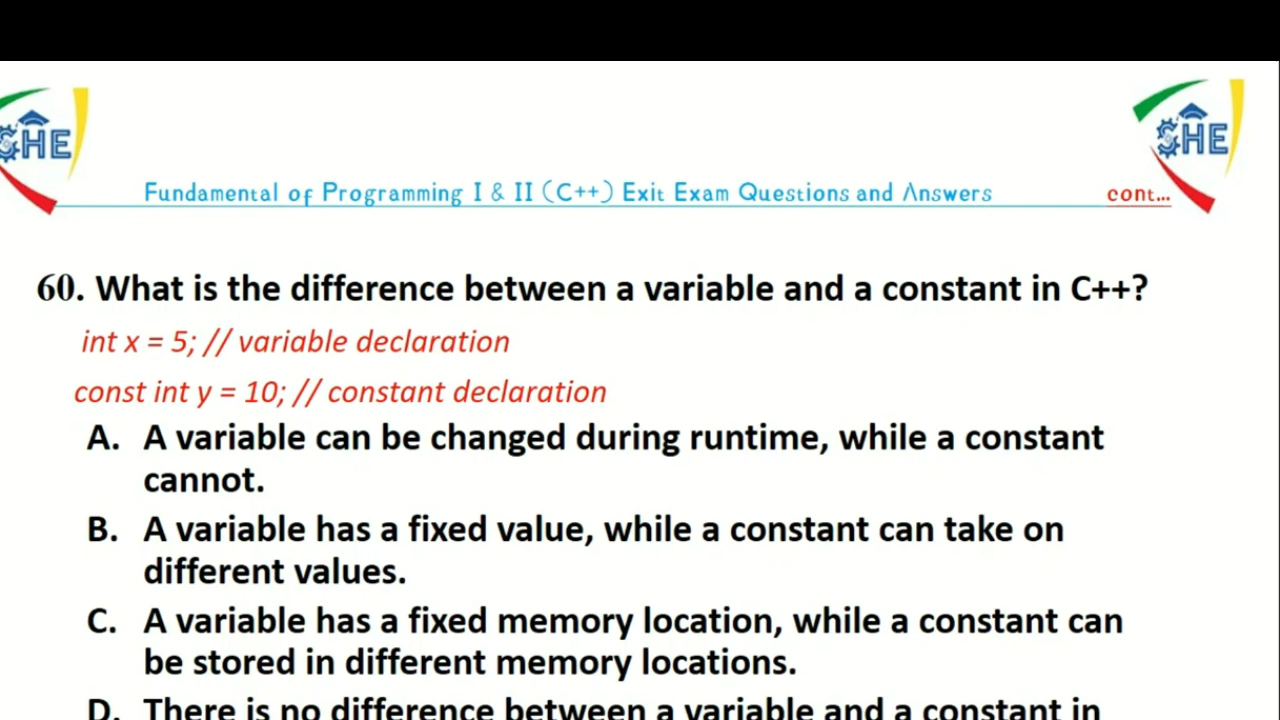 SHE
SHE
Fundamental of Programming I & II (C++) Exit Exam Questions and Answers cont...
60. What is the difference between a variable and a constant in C++?
int x = 5; // variable declaration
const int y = 10; // constant declaration
A. A variable can be changed during runtime, while a constant
cannot.
B. A variable has a fixed value, while a constant can take on
different values.
C. A variable has a fixed memory location, while a constant can
be stored in different memory locations.
D. There is no difference between a variable and a constant in